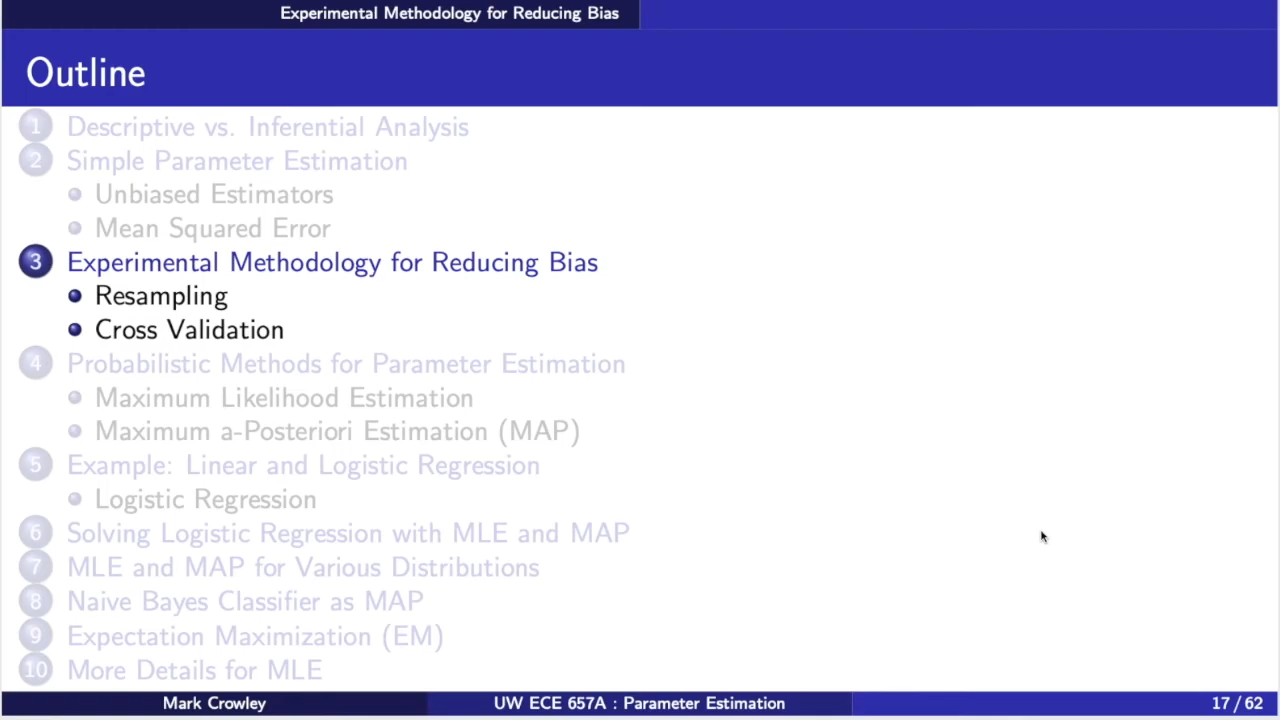 Experimental Methodology for Reducing Bias
Outline
1 Descriptive vs. Inferential Analysis
2 Simple Parameter Estimation
Unbiased Estimators
Mean Squared Error
3 Experimental Methodology for Reducing Bias
Resampling
Cross Validation
4 Probabilistic Methods for Parameter Estimation
Maximum Likelihood Estimation
Maximum a-Posteriori Estimation (MAP)
5 Example: Linear and Logistic Regression
Logistic Regression
6 Solving Logistic Regression with MLE and MAP
7 MLE and MAP for Various Distributions
8 Naive Bayes Classifier as MAP
9 Expectation Maximization (EM)
10 More Details for MLE
Mark Crowley UW ECE 657A : Parameter Estimation 17 / 62